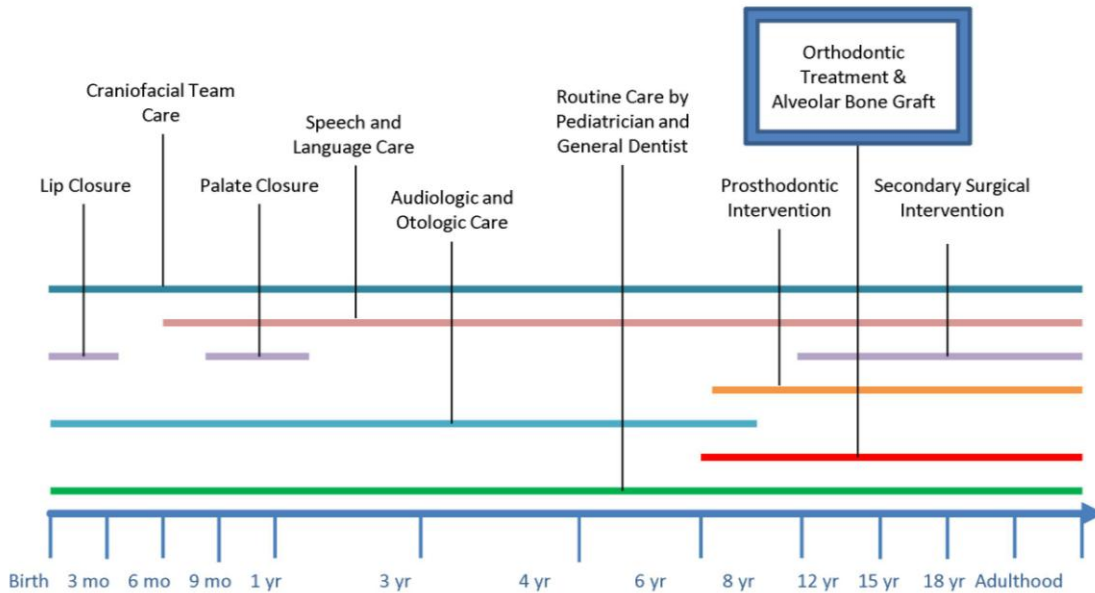 Craniofacial Team
Care
Lip Closure
Palate Closure
Speech and
Language Care
Audiologic and
Otologic Care
Routine Care by
Pediatrician and
General Dentist
Orthodontic
Treatment &
Alveolar Bone Graft
Prosthodontic
Intervention
Secondary Surgical
Intervention
Birth 3 mo 6 mo 9 mo 1 yr 3 yr 4 yr 6 yr 8 yr 12 yr 15 yr 18 yr Adulthood